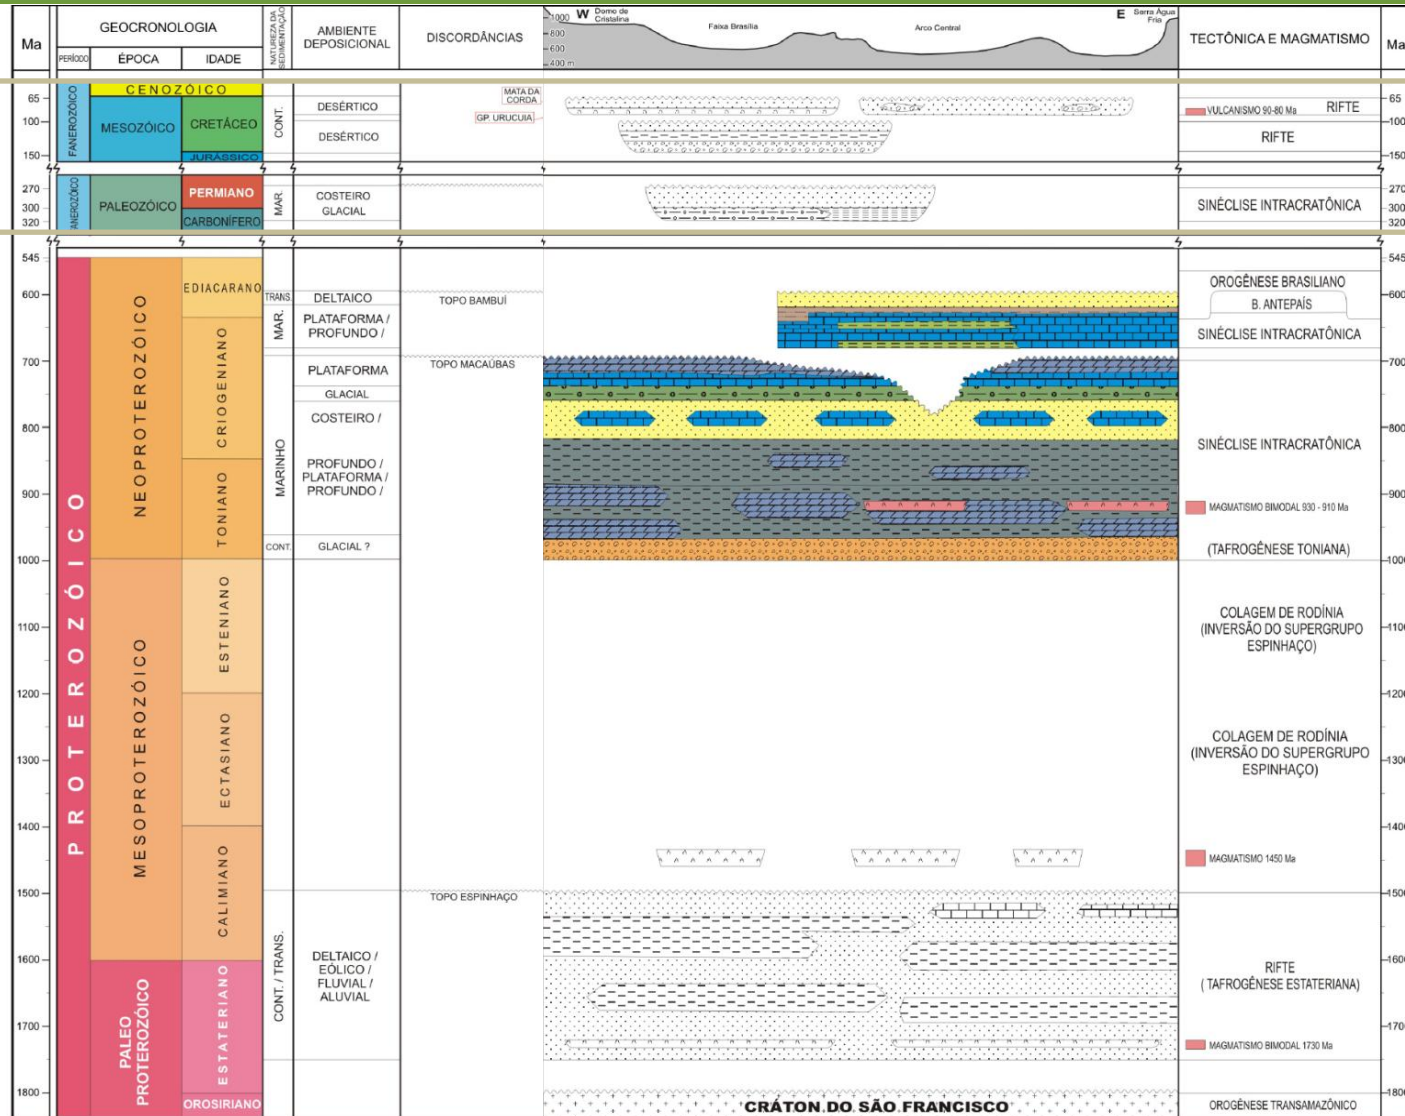 Ma
GEOCRONOLOGIA
PERÍODO
ÉPOCA
IDADE
NATUREZA DA
SEDIMENTAÇÃO
AMBIENTE
DEPOSICIONAL
DISCORDÂNCIAS
1000
800
600
400 m
W
Domo de
Cristalina
Faixa Brasília
Arco Central
E
Serra Água
Fria
TECTÔNICA E MAGMATISMO
Ma
65
100
150
FANEROZÓICO
CENOZÓICO
MESOZÓICO
CRETÁCEO
JURÁSSICO
CONT.
DESÉRTICO
DESÉRTICO
MATA DA
CORDA
GP. URUCUIA
VULCANISMO 90-80 Ma
RIFTE
RIFTE
65
100
150
270
300
320
ANEROZÓICO
PALEOZÓICO
PERMIANO
CARBONÍFERO
MAR.
COSTEIRO
GLACIAL
SINÉCLISE INTRACRATÔNICA
270
300
320
545
600
700
800
900
1000
1100
1200
1300
1400
1500
1600
1700
1800
PROTEROZÓICO
NEOPROTEROZÓICO
MESOPROTEROZÓICO
PALEO
PROTEROZÓICO
EDIACARANO
CRIOGENIANO
TONIANO
ESTENIANO
ECTASIANO
CALIMIANO
ESTATERIANO
OROSIRIANO
TRANS.
MAR.
MARINHO
CONT.
CONT. / TRANS.
DELTAICO
PLATAFORMA /
PROFUNDO /
PLATAFORMA
GLACIAL
COSTEIRO /
PROFUNDO /
PLATAFORMA /
PROFUNDO /
GLACIAL ?
DELTAICO /
EÓLICO /
FLUVIAL /
ALUVIAL
TOPO BAMBUÍ
TOPO MACAÚBAS
TOPO ESPINHAÇO
CRÁTON DO SÃO FRANCISCO
OROGÊNESE BRASILIANO
B. ANTEPAÍS
SINÉCLISE INTRACRATÔNICA
SINÉCLISE INTRACRATÔNICA
MAGMATISMO BIMODAL 930 - 910 Ma
(TAFROGÊNESE TONIANA)
COLAGEM DE RODÍNIA
(INVERSÃO DO SUPERGRUPO
ESPINHAÇO)
COLAGEM DE RODÍNIA
(INVERSÃO DO SUPERGRUPO
ESPINHAÇO)
MAGMATISMO 1450 Ma
RIFTE
( TAFROGÊNESE ESTATERIANA)
MAGMATISMO BIMODAL 1730 Ma
OROGÊNESE TRANSAMAZÔNICO
545
600
700
800
900
1000
1100
1200
1300
1400
1500
1600
1700
1800